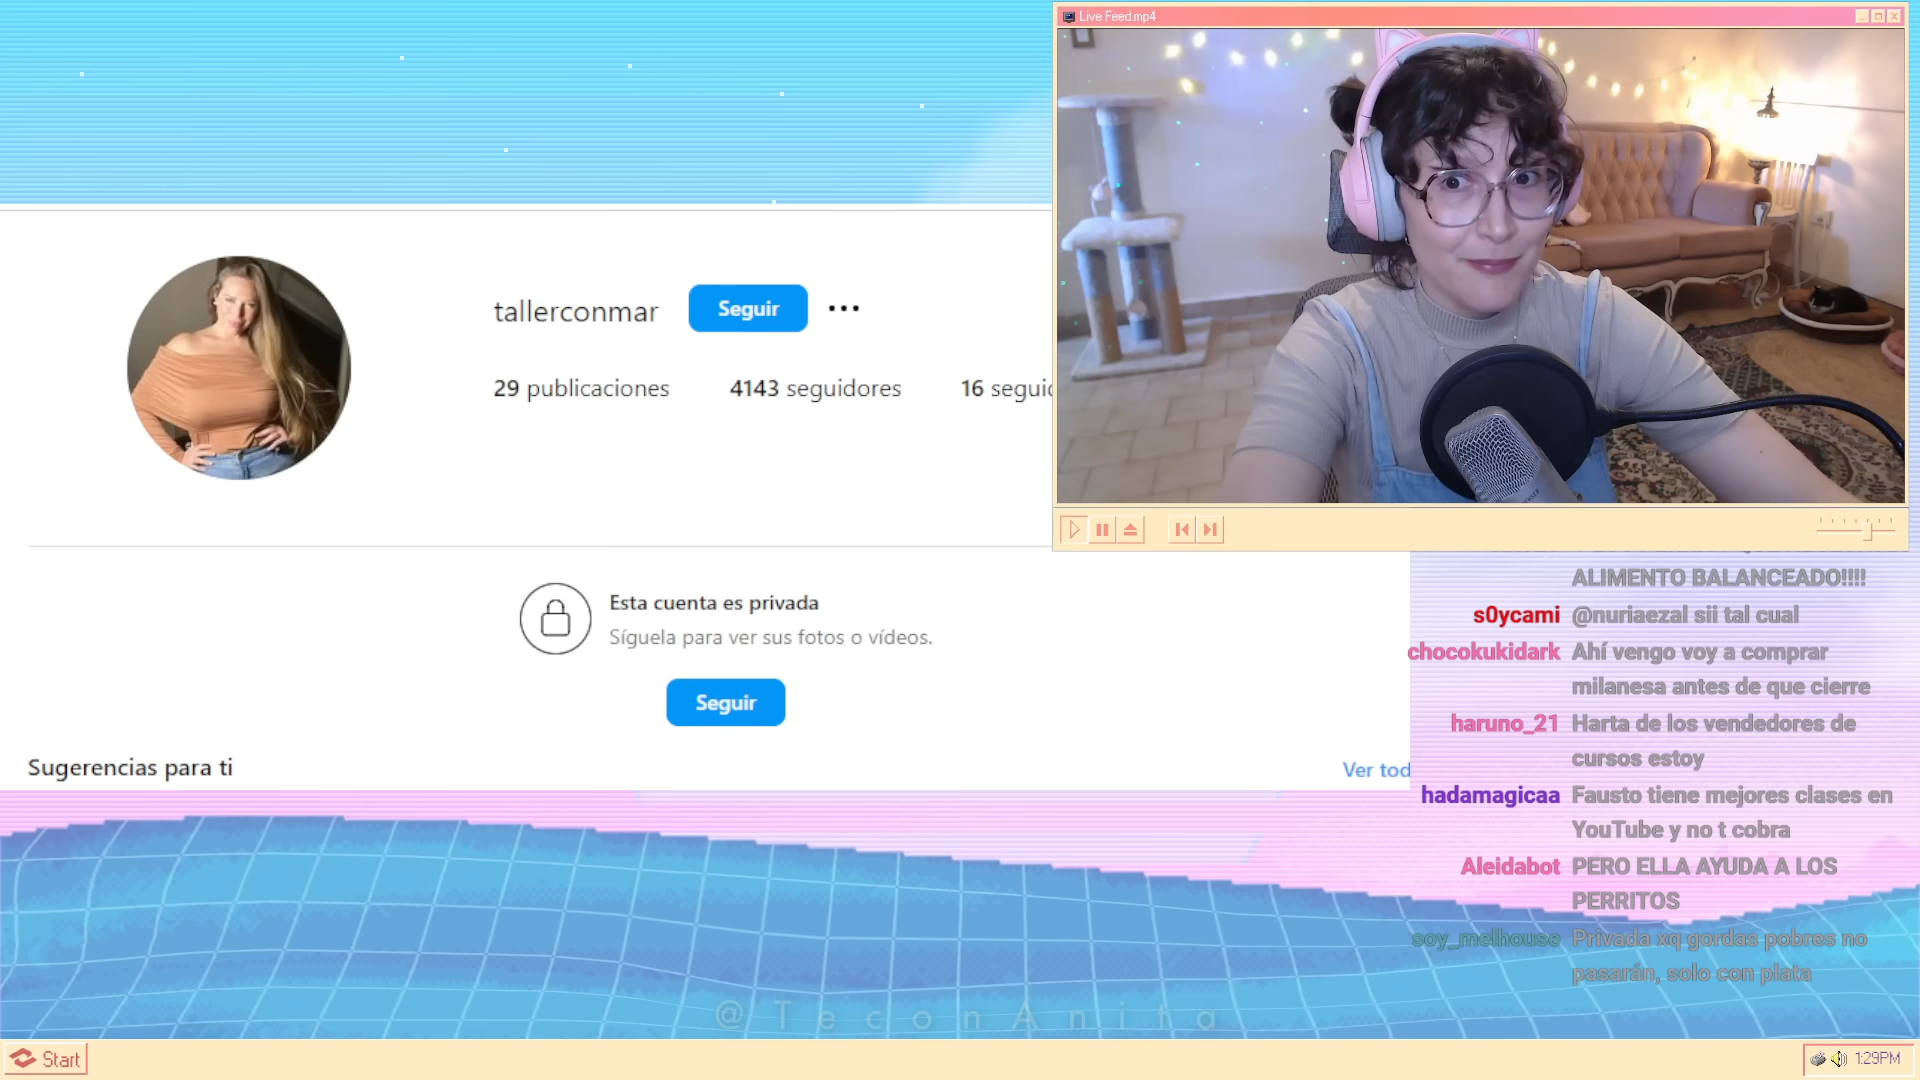 Live Feed.mp4
tallerconmar
Seguir
29 publicaciones 4143 seguidores 16
Esta cuenta es privada
Síguela para ver sus fotos o vídeos.
Seguir
Sugerencias para ti
Ver
ALIMENTO BALANCEADO!!!!
s0ycami @nuriaezal sii tal cual
chocokukidark Ahí vengo voy a comprar
milanesa antes de que cierre
haruno_21 Harta de los vendedores de
cursos estoy
hadamagicaa Fausto tiene mejores clases en
YouTube y no t cobra
Aleidabot PERO ELLA AYUDA A LOS
PERRITOS
soy_melhouse Privada xq gordas pobres no
pasarán, solo con plata
@TeconAnita
Start
1:29PM